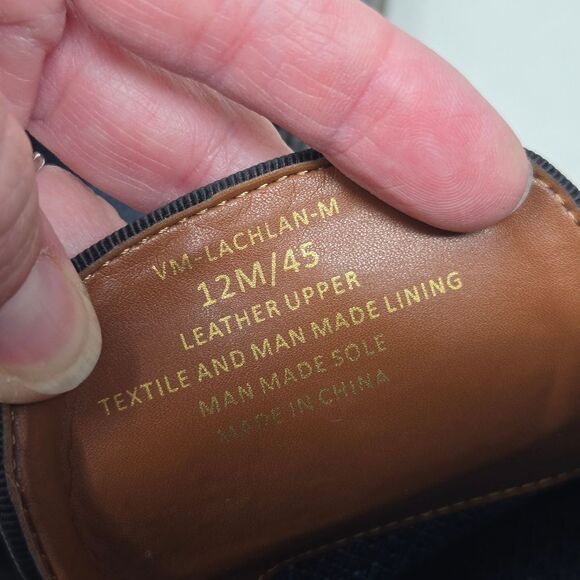 VM-LACHLAN-M
12M/45
LEATHER UPPER
TEXTILE AND MAN MADE LINING
MAN MADE SOLE
MADE IN CHINA